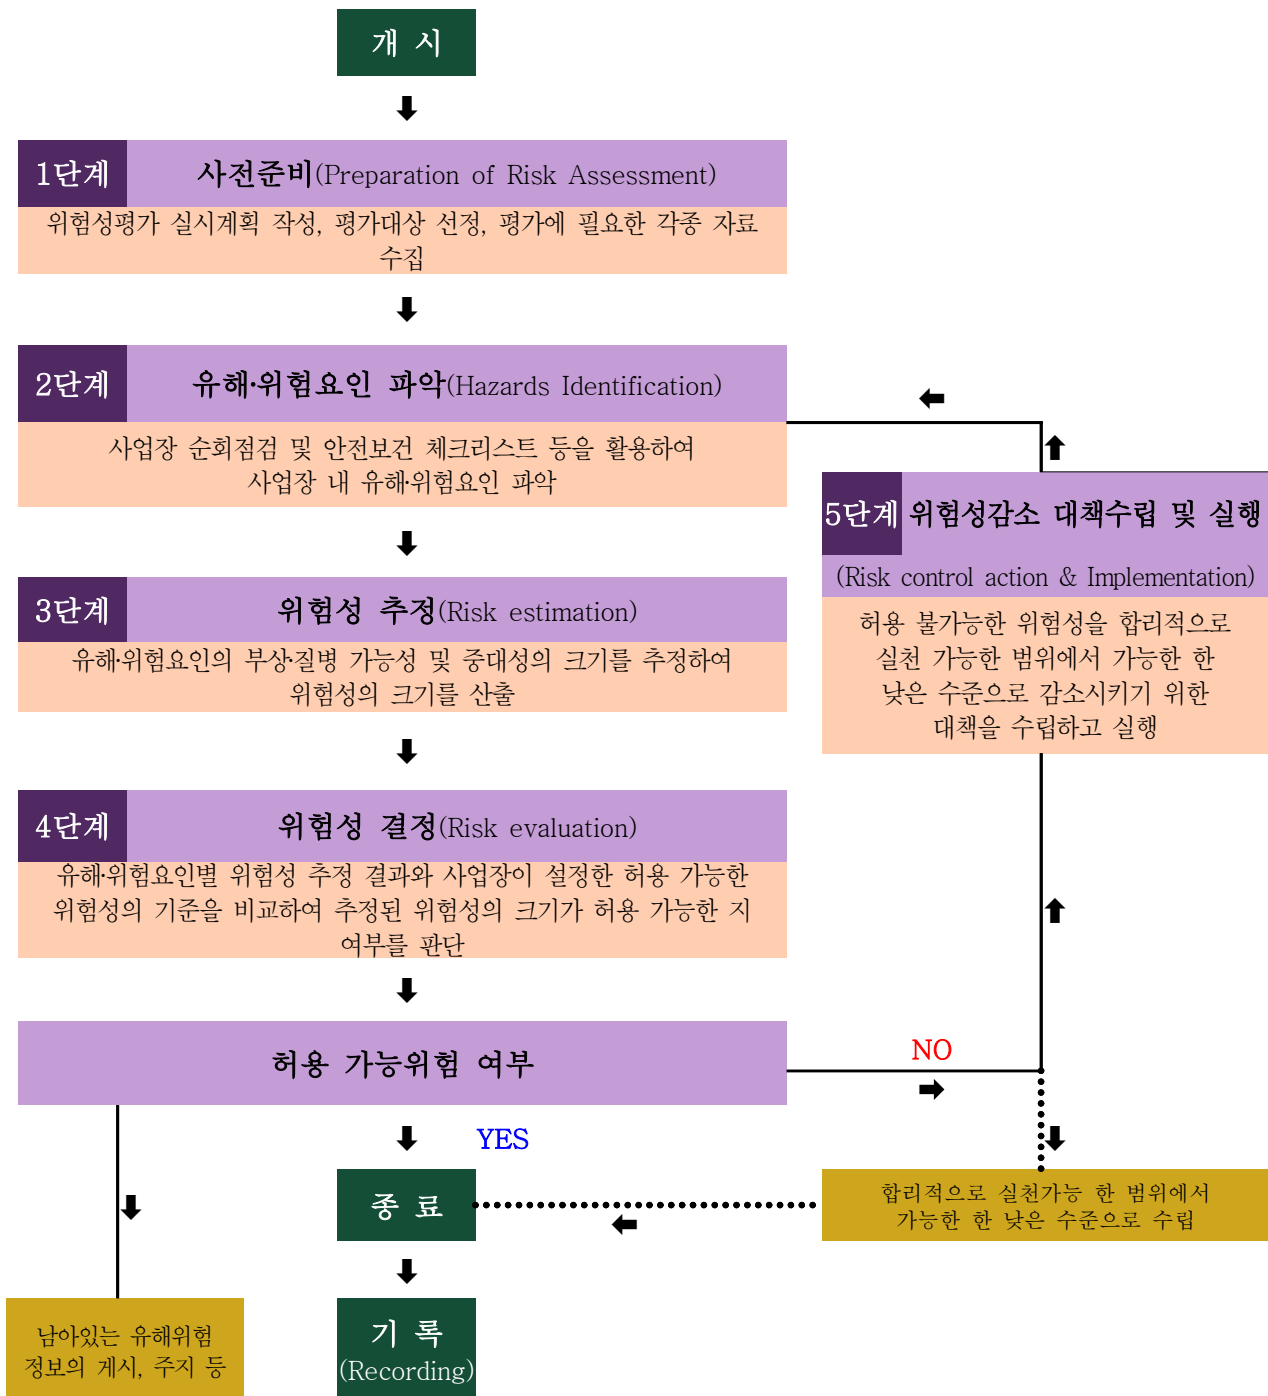 개 시
1단계
사전준비(Preparation of Risk Assessment)
위험성평가 실시계획 작성, 평가대상 선정, 평가에 필요한 각종 자료
수집
2단계
유해·위험요인 파악(Hazards Identification)
사업장 순회점검 및 안전보건 체크리스트 등을 활용하여
사업장 내 유해·위험요인 파악
3단계
위험성 추정(Risk estimation)
유해·위험요인의 부상·질병 가능성 및 중대성의 크기를 추정하여
위험성의 크기를 산출
4단계
위험성 결정(Risk evaluation)
유해·위험요인별 위험성 추정 결과와 사업장이 설정한 허용 가능한
위험성의 기준을 비교하여 추정된 위험성의 크기가 허용 가능한 지
여부를 판단
5단계
위험성감소 대책수립 및 실행
(Risk control action & Implementation)
허용 불가능한 위험성을 합리적으로
실천 가능한 범위에서 가능한 한
낮은 수준으로 감소시키기 위한
대책을 수립하고 실행
허용 가능위험 여부
NO
YES
종 료
합리적으로 실천가능 한 범위에서
가능한 한 낮은 수준으로 수립
남아있는 유해위험
정보의 게시, 주지 등
기 록
(Recording)